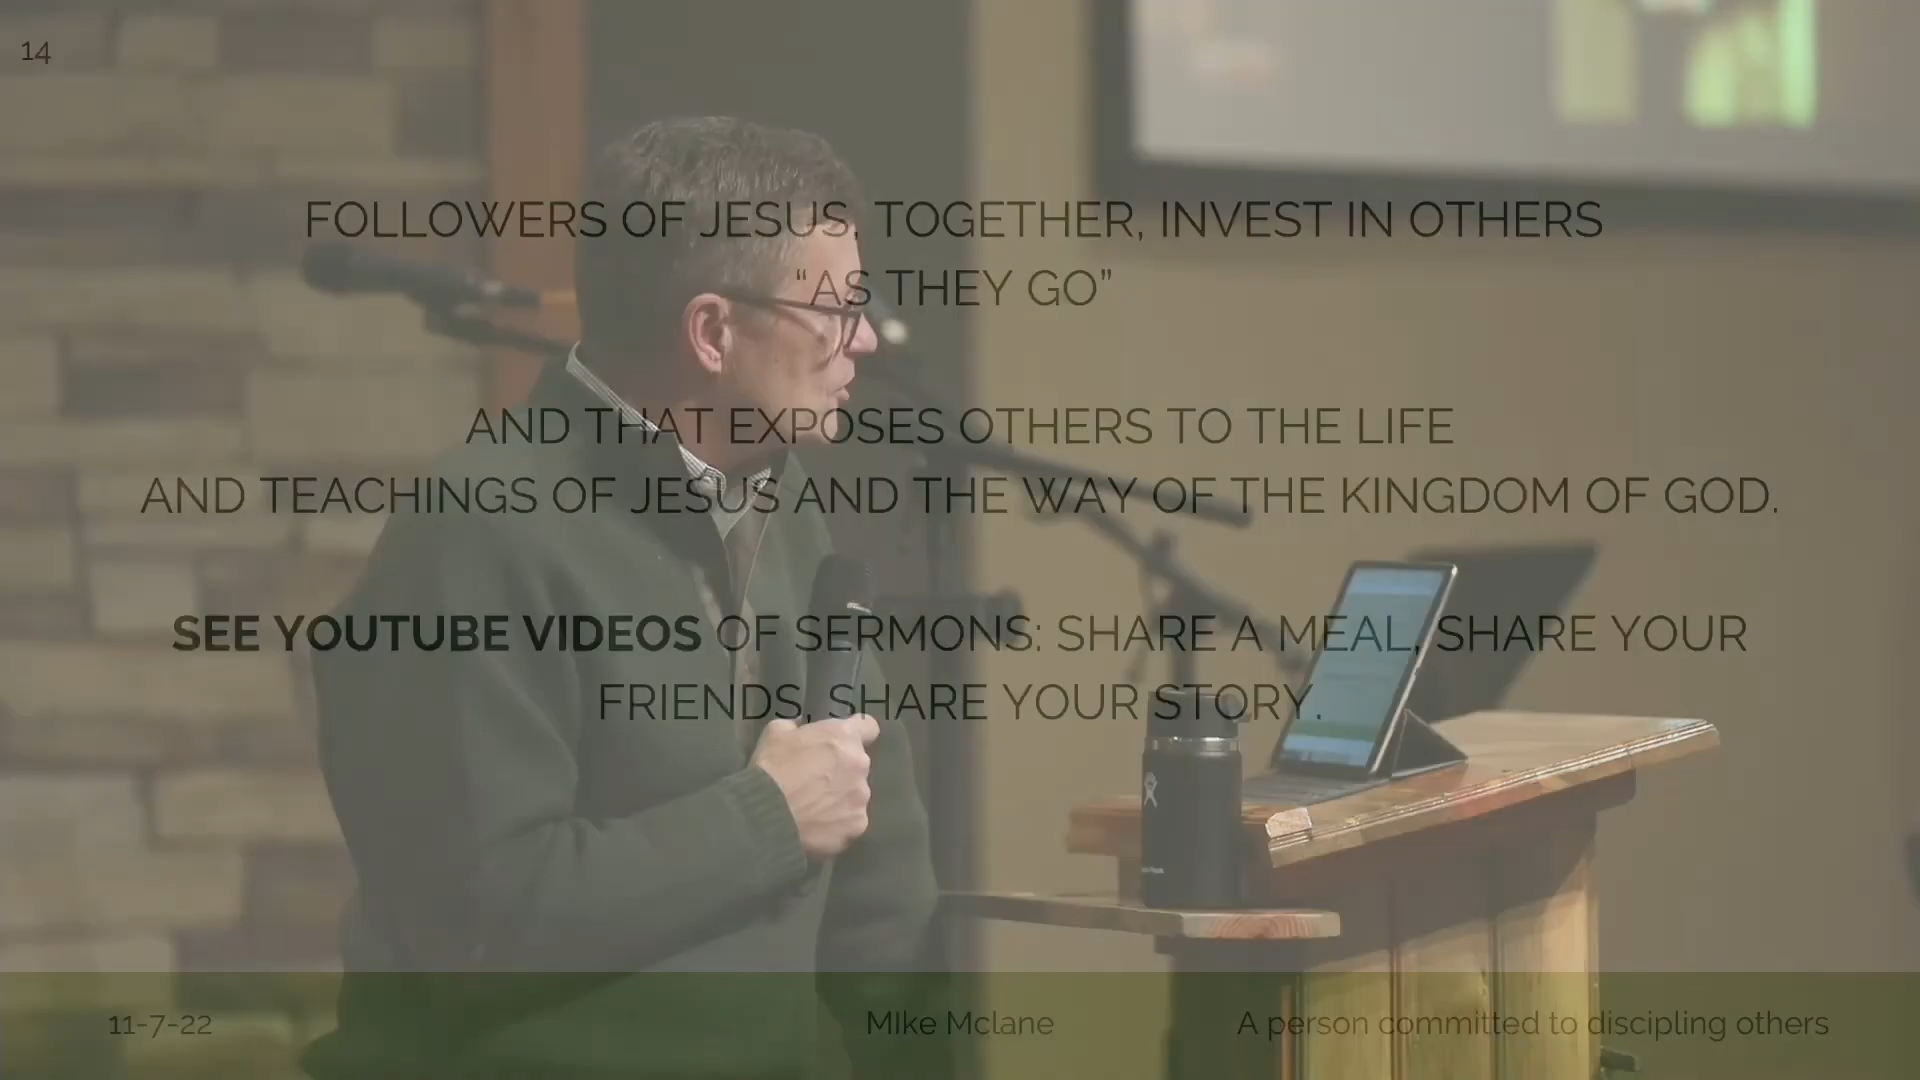 14
FOLLOWERS OF JESUS, TOGETHER, INVEST IN OTHERS
“AS THEY GO”
AND THAT EXPOSES OTHERS TO THE LIFE
AND TEACHINGS OF JESUS AND THE WAY OF THE KINGDOM OF GOD.
SEE YOUTUBE VIDEOS OF SERMONS: SHARE A MEAL, SHARE YOUR
FRIENDS, SHARE YOUR STORY.
11-7-22 MIke Mclane A person committed to discipling others